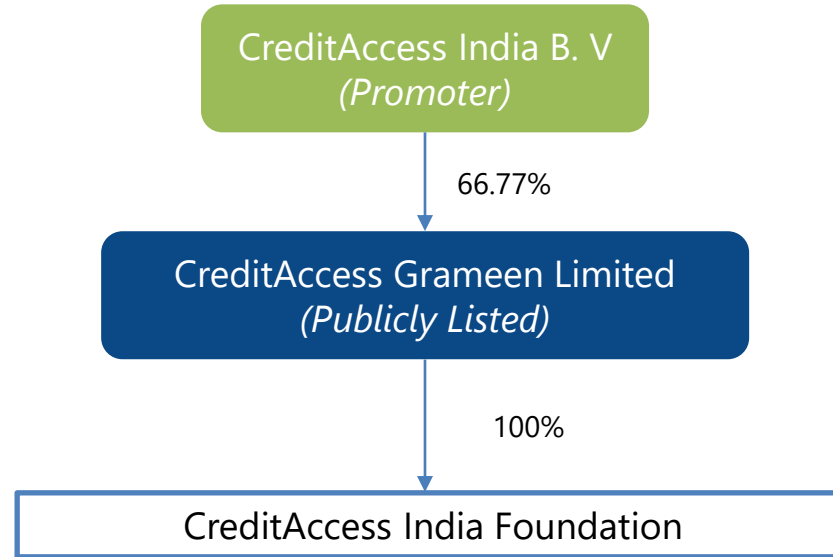 CreditAccess India B. V
(Promoter)
66.77%
CreditAccess Grameen Limited
(Publicly Listed)
100%
CreditAccess India Foundation